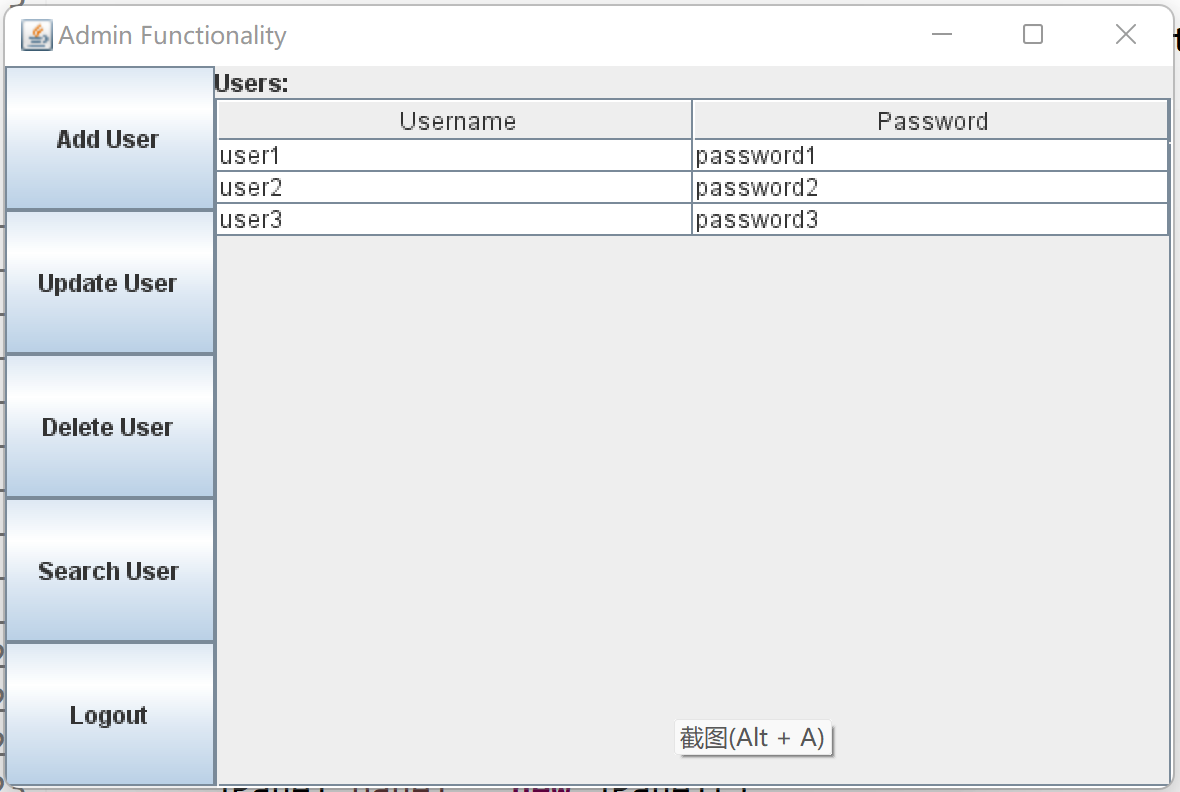 Admin Functionality
Add User
Update User
Delete User
Search User
Logout
Users:
Username Password
user1 password1
user2 password2
user3 password3
截图(Alt + A)